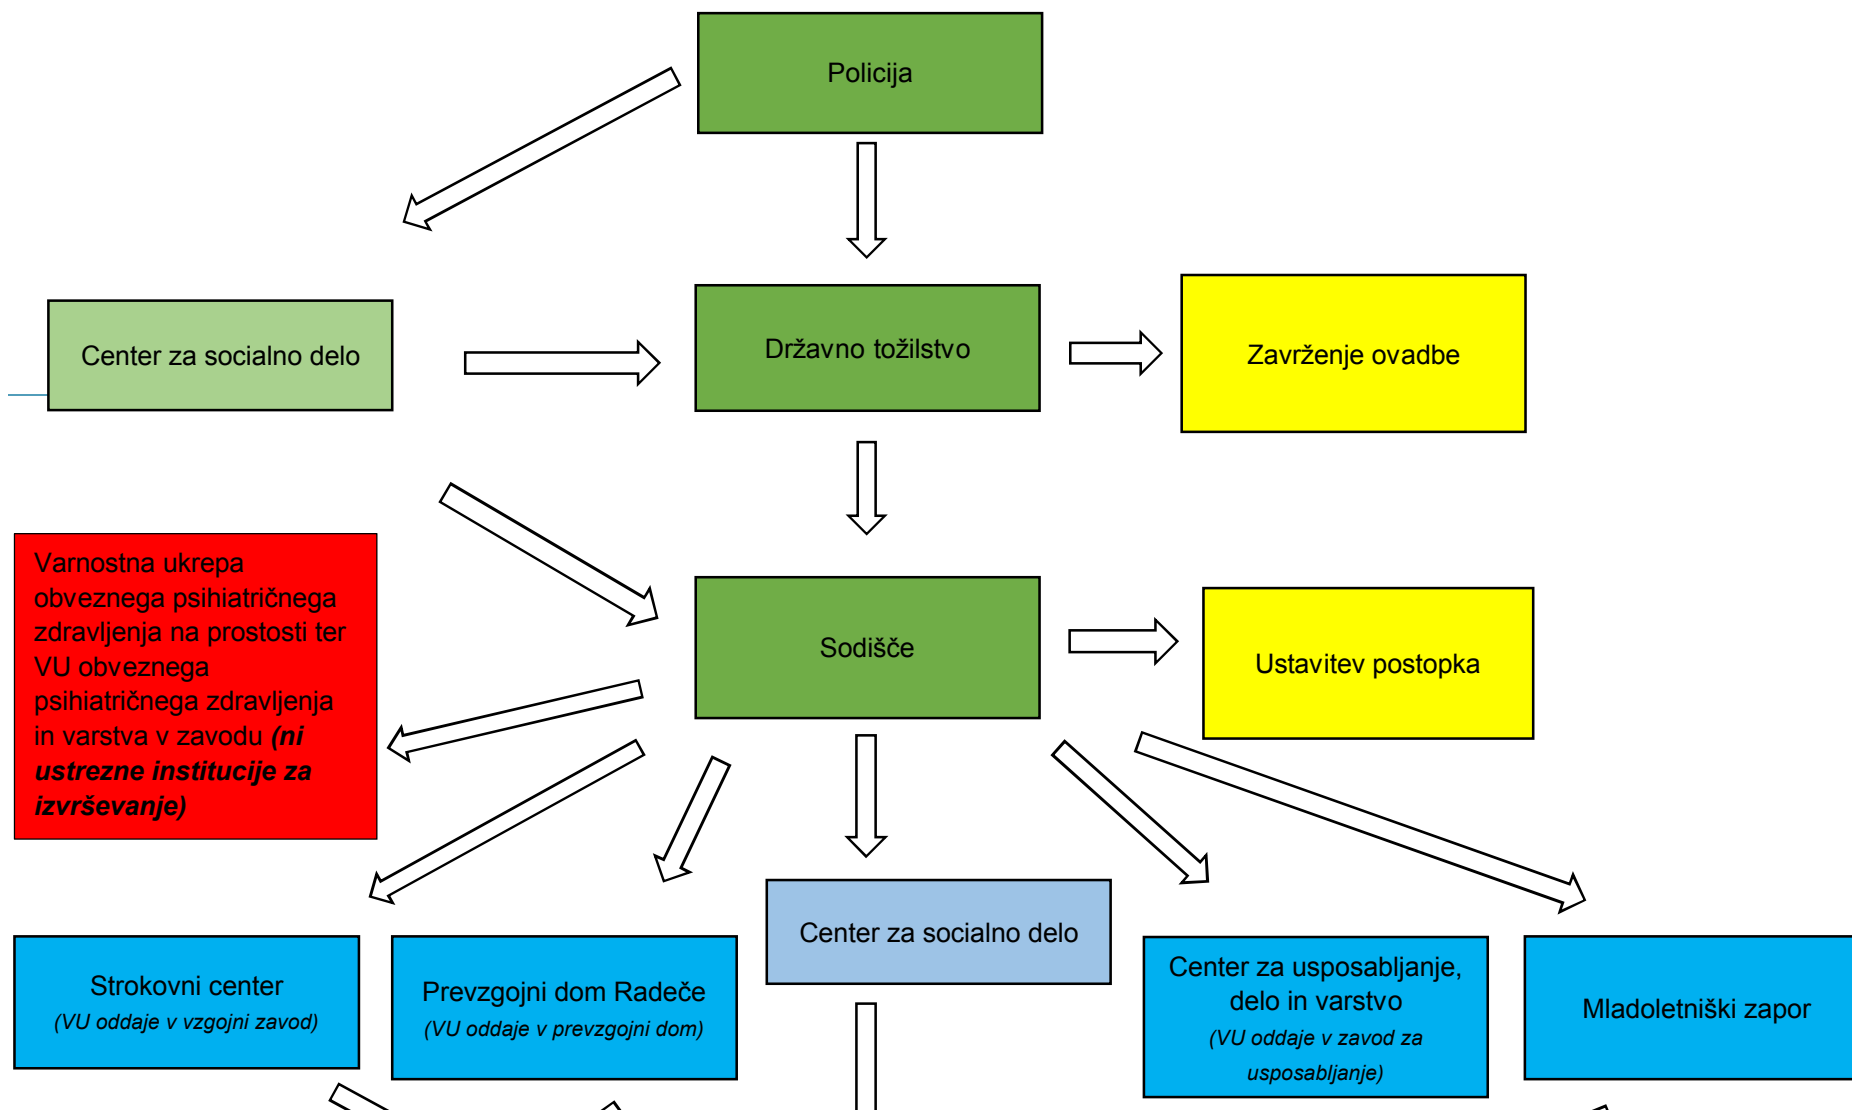 Policija
Center za socialno delo
Državno tožilstvo
Zavrženje ovadbe
Varnostna ukrepa
obveznega psihiatričnega
zdravljenja na prostosti ter
VU obveznega
psihiatričnega zdravljenja
in varstva v zavodu (ni
ustrezne institucije za
izvrševanje)
Sodišče
Ustavitev postopka
Strokovni center
(VU oddaje v vzgojni zavod)
Prevzgojni dom Radeče
(VU oddaje v prevzgojni dom)
Center za socialno delo
Center za usposabljanje,
delo in varstvo
(VU oddaje v zavod za
usposabljanje)
Mladoletniški zapor